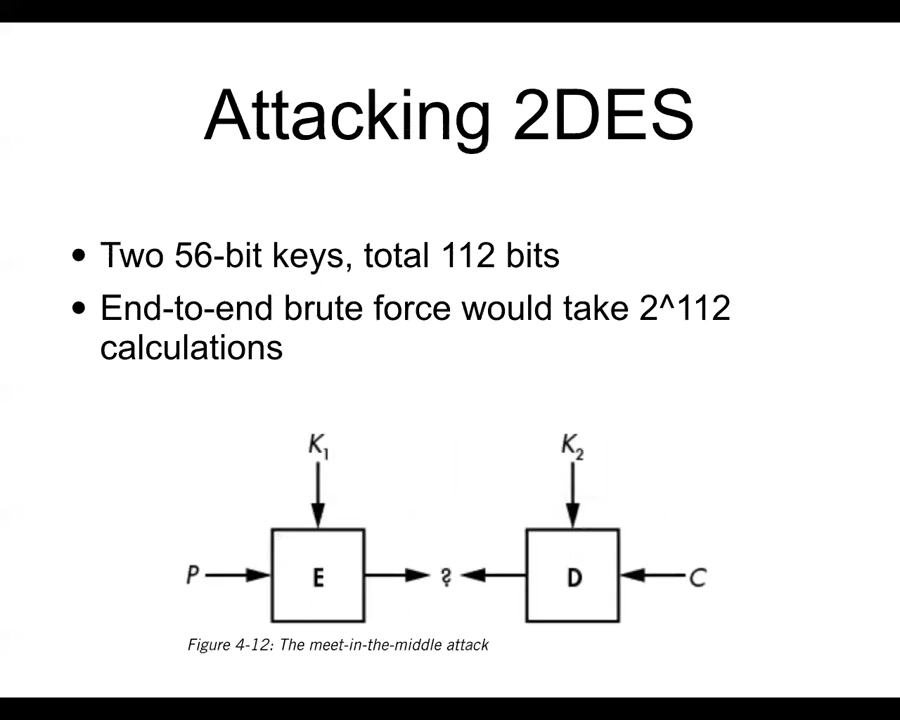 Attacking 2DES
• Two 56-bit keys, total 112 bits
• End-to-end brute force would take 2^112
calculations
K₁ K₂
P E ? D C
Figure 4-12: The meet-in-the-middle attack